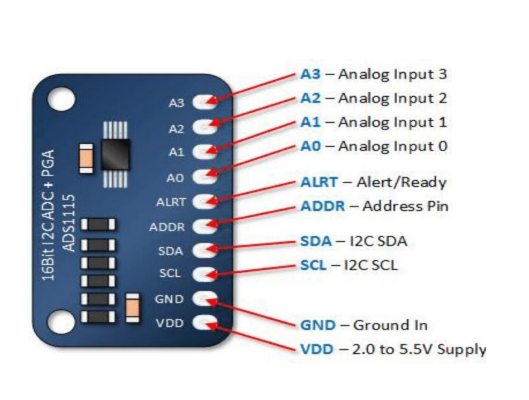 A3 – Analog Input 3
A2 – Analog Input 2
A1 – Analog Input 1
A0 – Analog Input 0
ALRT – Alert/Ready
ADDR – Address Pin
SDA – I2C SDA
SCL – I2C SCL
GND – Ground In
VDD – 2.0 to 5.5V Supply
A3
A2
A1
A0
ALRT
ADDR
SDA
SCL
GND
VDD
16Bit I2C ADC + PGA
ADS1115